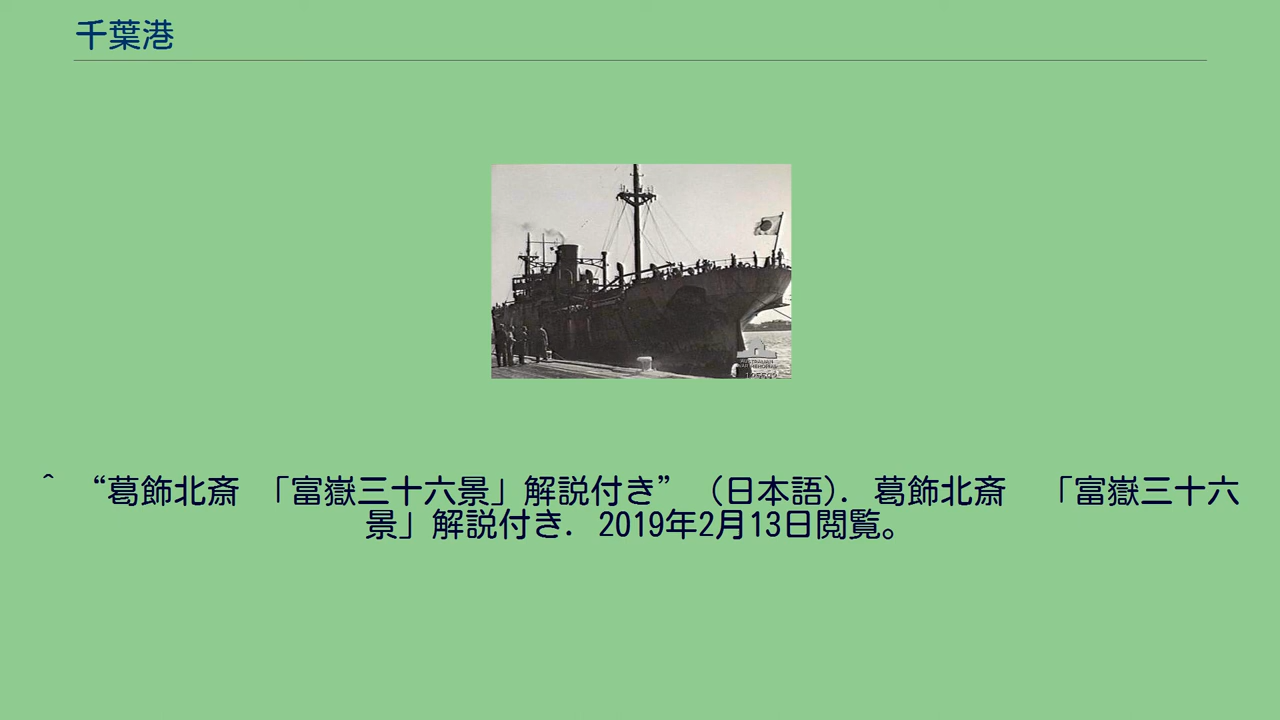 千葉港
^ “葛飾北斎 「富嶽三十六景」解説付き” (日本語). 葛飾北斎 「富嶽三十六
景」解説付き. 2019年2月13日閲覧。